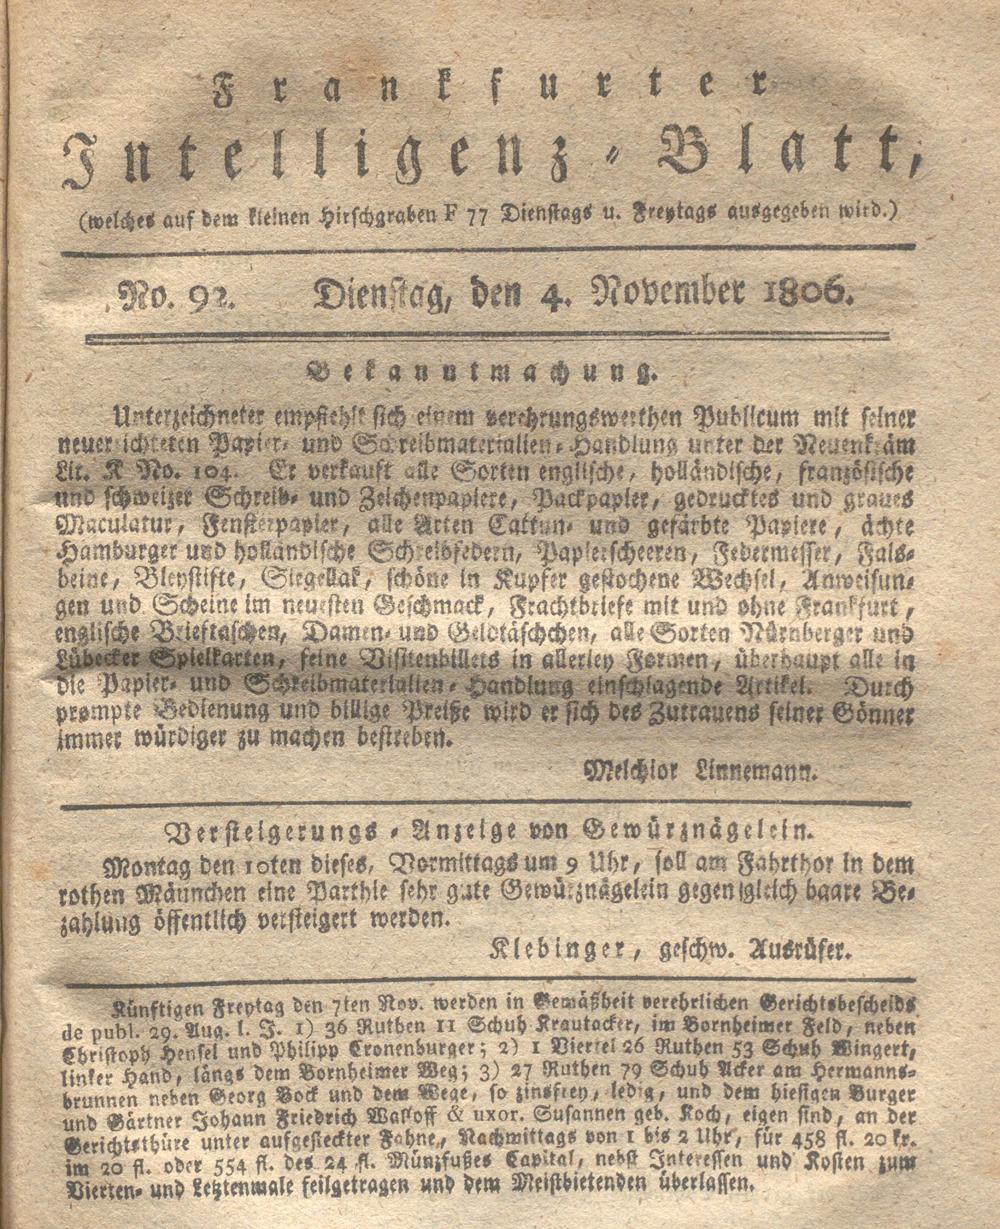 Frankfurter
Intelligenz-Blatt,
(welches auf dem kleinen Hirschgraben F 77 Dienstags u. Freytags ausgegeben wird.)
No. 92. Dienstag, den 4. November 1806.
Bekanntmachung.
Unterzeichneter empfiehlt sich einem verehrungswerthen Publicum mit seiner
neuerrichteten Papier- und Schreibmaterialien-Handlung unter der Neuenkräm
Lit. K No. 104. Er verkauft alle Sorten englische, holländische, französische
und schweizer Schreib- und Zeichenpapiere, Packpapier, gedrucktes und graues
Maculatur, Fensterpapier, alle Arten Cattun- und gefärbte Papiere, ächte
Hamburger und holländische Schreibfedern, Papierscheeren, Federmesser, Fals-
beine, Bleystifte, Siegellak, schöne in Kupfer gestochene Wechsel, Anweisun-
gen und Scheine im neuesten Geschmack, Frachtbriefe mit und ohne Frankfurt,
englische Brieftaschen, Damen- und Geldtäschchen, alle Sorten Nürnberger und
Lübecker Spielkarten, feine Visitenbillets in allerley Formen, überhaupt alle in
die Papier- und Schreibmaterialien-Handlung einschlagende Artikel. Durch
prompte Bedienung und billige Preiße wird er sich des Zutrauens seiner Gönner
immer würdiger zu machen bestreben.
Melchior Linnemann.
Versteigerungs-Anzeige von Gewürznägelein.
Montag den 10ten dieses, Vormittags um 9 Uhr, soll am Fahrthor in dem
rothen Männchen eine Parthie sehr gute Gewürznägelein gegen gleich baare Be-
zahlung öffentlich versteigert werden.
Klebinger, geschw. Ausrüfer.
Künftigen Freytag den 7ten Nov. werden in Gemäßheit verehrlichen Gerichtsbescheids
de publ. 29. Aug. l. J. 1) 36 Ruthen 11 Schuh Krautacker, im Bornheimer Feld, neben
Christoph Hensel und Philipp Cronenburger; 2) 1 Viertel 26 Ruthen 53 Schuh Wingert,
linker Hand, längs dem Bornheimer Weg; 3) 27 Ruthen 79 Schuh Acker am Hermanns-
brunnen neben Georg Bock und dem Wege, so zinsfrey, ledig, und dem hiesigen Burger
und Gärtner Johann Friedrich Walloff & uxor. Susannen geb. Koch, eigen sind, an der
Gerichtsthüre unter aufgesteckter Fahne, Nachmittags von 1 bis 2 Uhr, für 458 fl. 20 kr.
im 20 fl. oder 554 fl. des 24 fl. Münzfußes Capital, nebst Interessen und Kosten zum
Vierten- und Letztenmale feilgetragen und dem Meistbietenden überlassen.